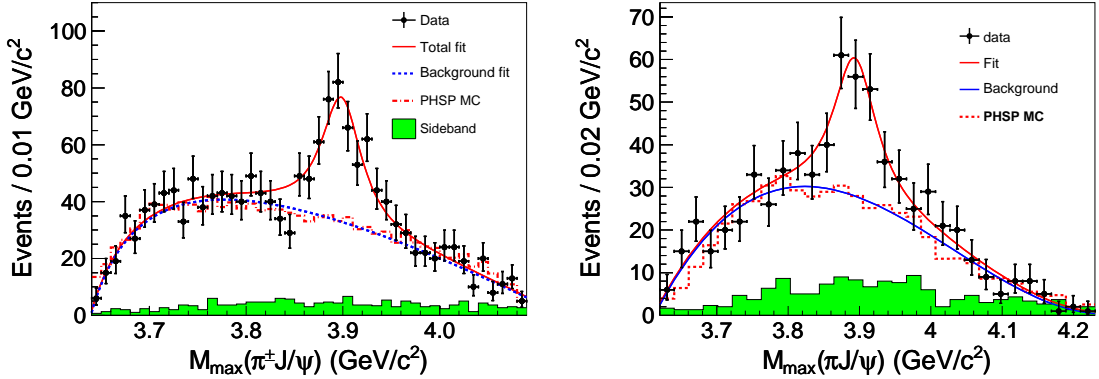 Events / 0.01 GeV/c²
100
80
60
40
20
0
Data
Total fit
Background fit
PHSP MC
Sideband
3.7 3.8 3.9 4.0
M_max(π±J/ψ) (GeV/c²)
Events / 0.02 GeV/c²
70
60
50
40
30
20
10
0
data
Fit
Background
PHSP MC
3.7 3.8 3.9 4 4.1 4.2
M_max(πJ/ψ) (GeV/c²)